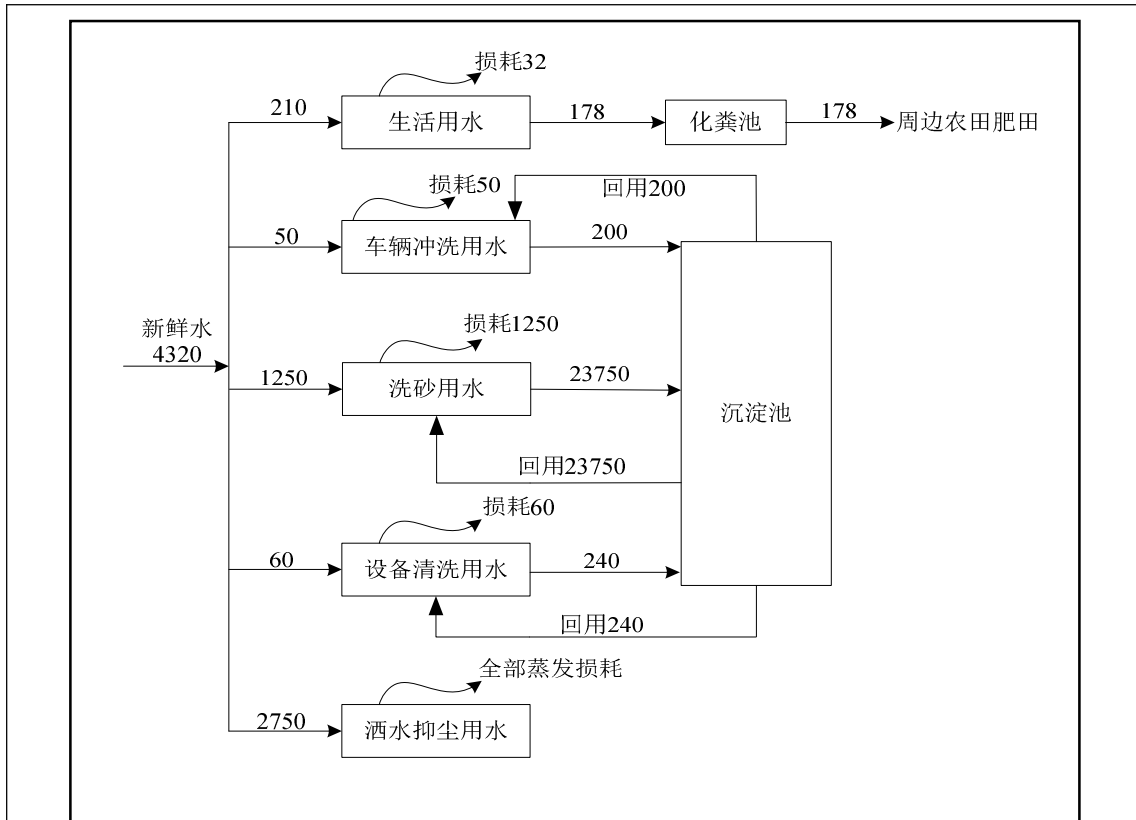 损耗32
210
生活用水
178
化粪池
178
周边农田肥田
损耗50
回用200
50
车辆冲洗用水
200
新鲜水
4320
损耗1250
1250
洗砂用水
23750
沉淀池
回用23750
损耗60
60
设备清洗用水
240
回用240
全部蒸发损耗
2750
洒水抑尘用水